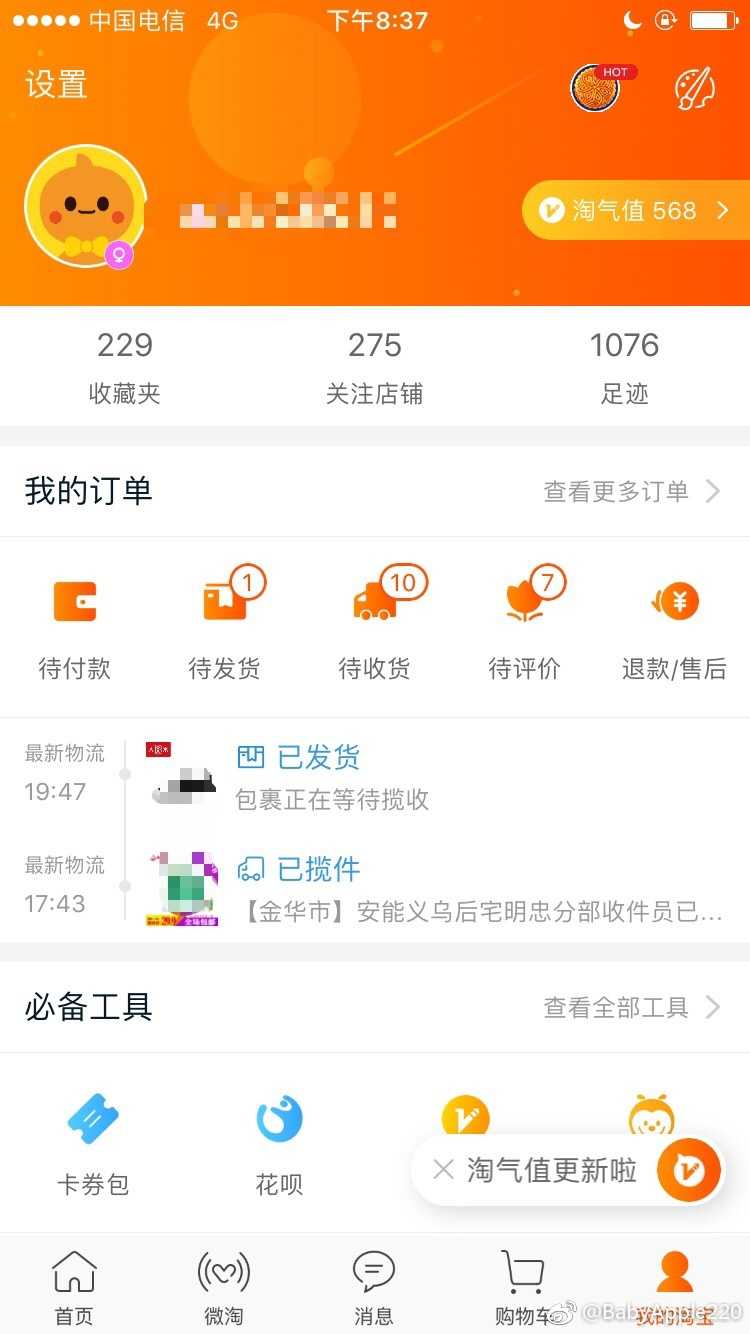 中国电信 4G 下午8:37
设置
HOT
淘气值 568
229 275 1076
收藏夹 关注店铺 足迹
我的订单 查看更多订单
1 10 7
待付款 待发货 待收货 待评价 退款/售后
最新物流 已发货
19:47 包裹正在等待揽收
最新物流 已揽件
17:43 【金华市】安能义乌后宅明忠分部收件员已...
必备工具 查看全部工具
卡券包 花呗
淘气值更新啦
首页 微淘 消息 购物车 我的淘宝
@BabyApple220